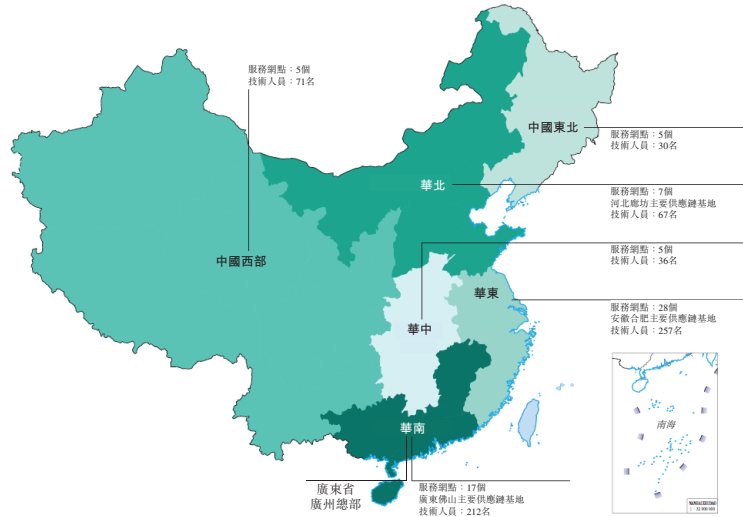 服務網點：5個
技術人員：71名
中國東北
服務網點：5個
技術人員：30名
華北
服務網點：7個
河北廊坊主要供應鏈基地
技術人員：67名
服務網點：5個
技術人員：36名
中國西部
華東
華中
服務網點：28個
安徽合肥主要供應鏈基地
技術人員：257名
南海
華南
廣東省
廣州總部
服務網點：17個
廣東佛山主要供應鏈基地
技術人員：212名